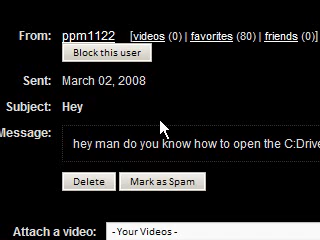 From: ppm1122 [videos (0) | favorites (80) | friends (0)]
Block this user
Sent: March 02, 2008
Subject: Hey
Message:
hey man do you know how to open the C:Drive
Delete Mark as Spam
Attach a video: - Your Videos -